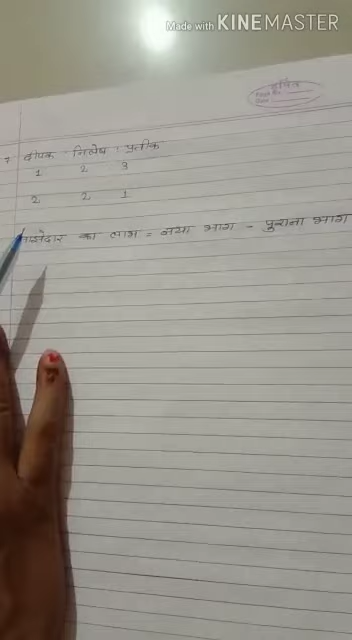 Made with KINEMASTER
दीपक : निलेष : प्रतीक
1 2 3
2 2 1
का लाभ = नया भाग - पुराना भाग